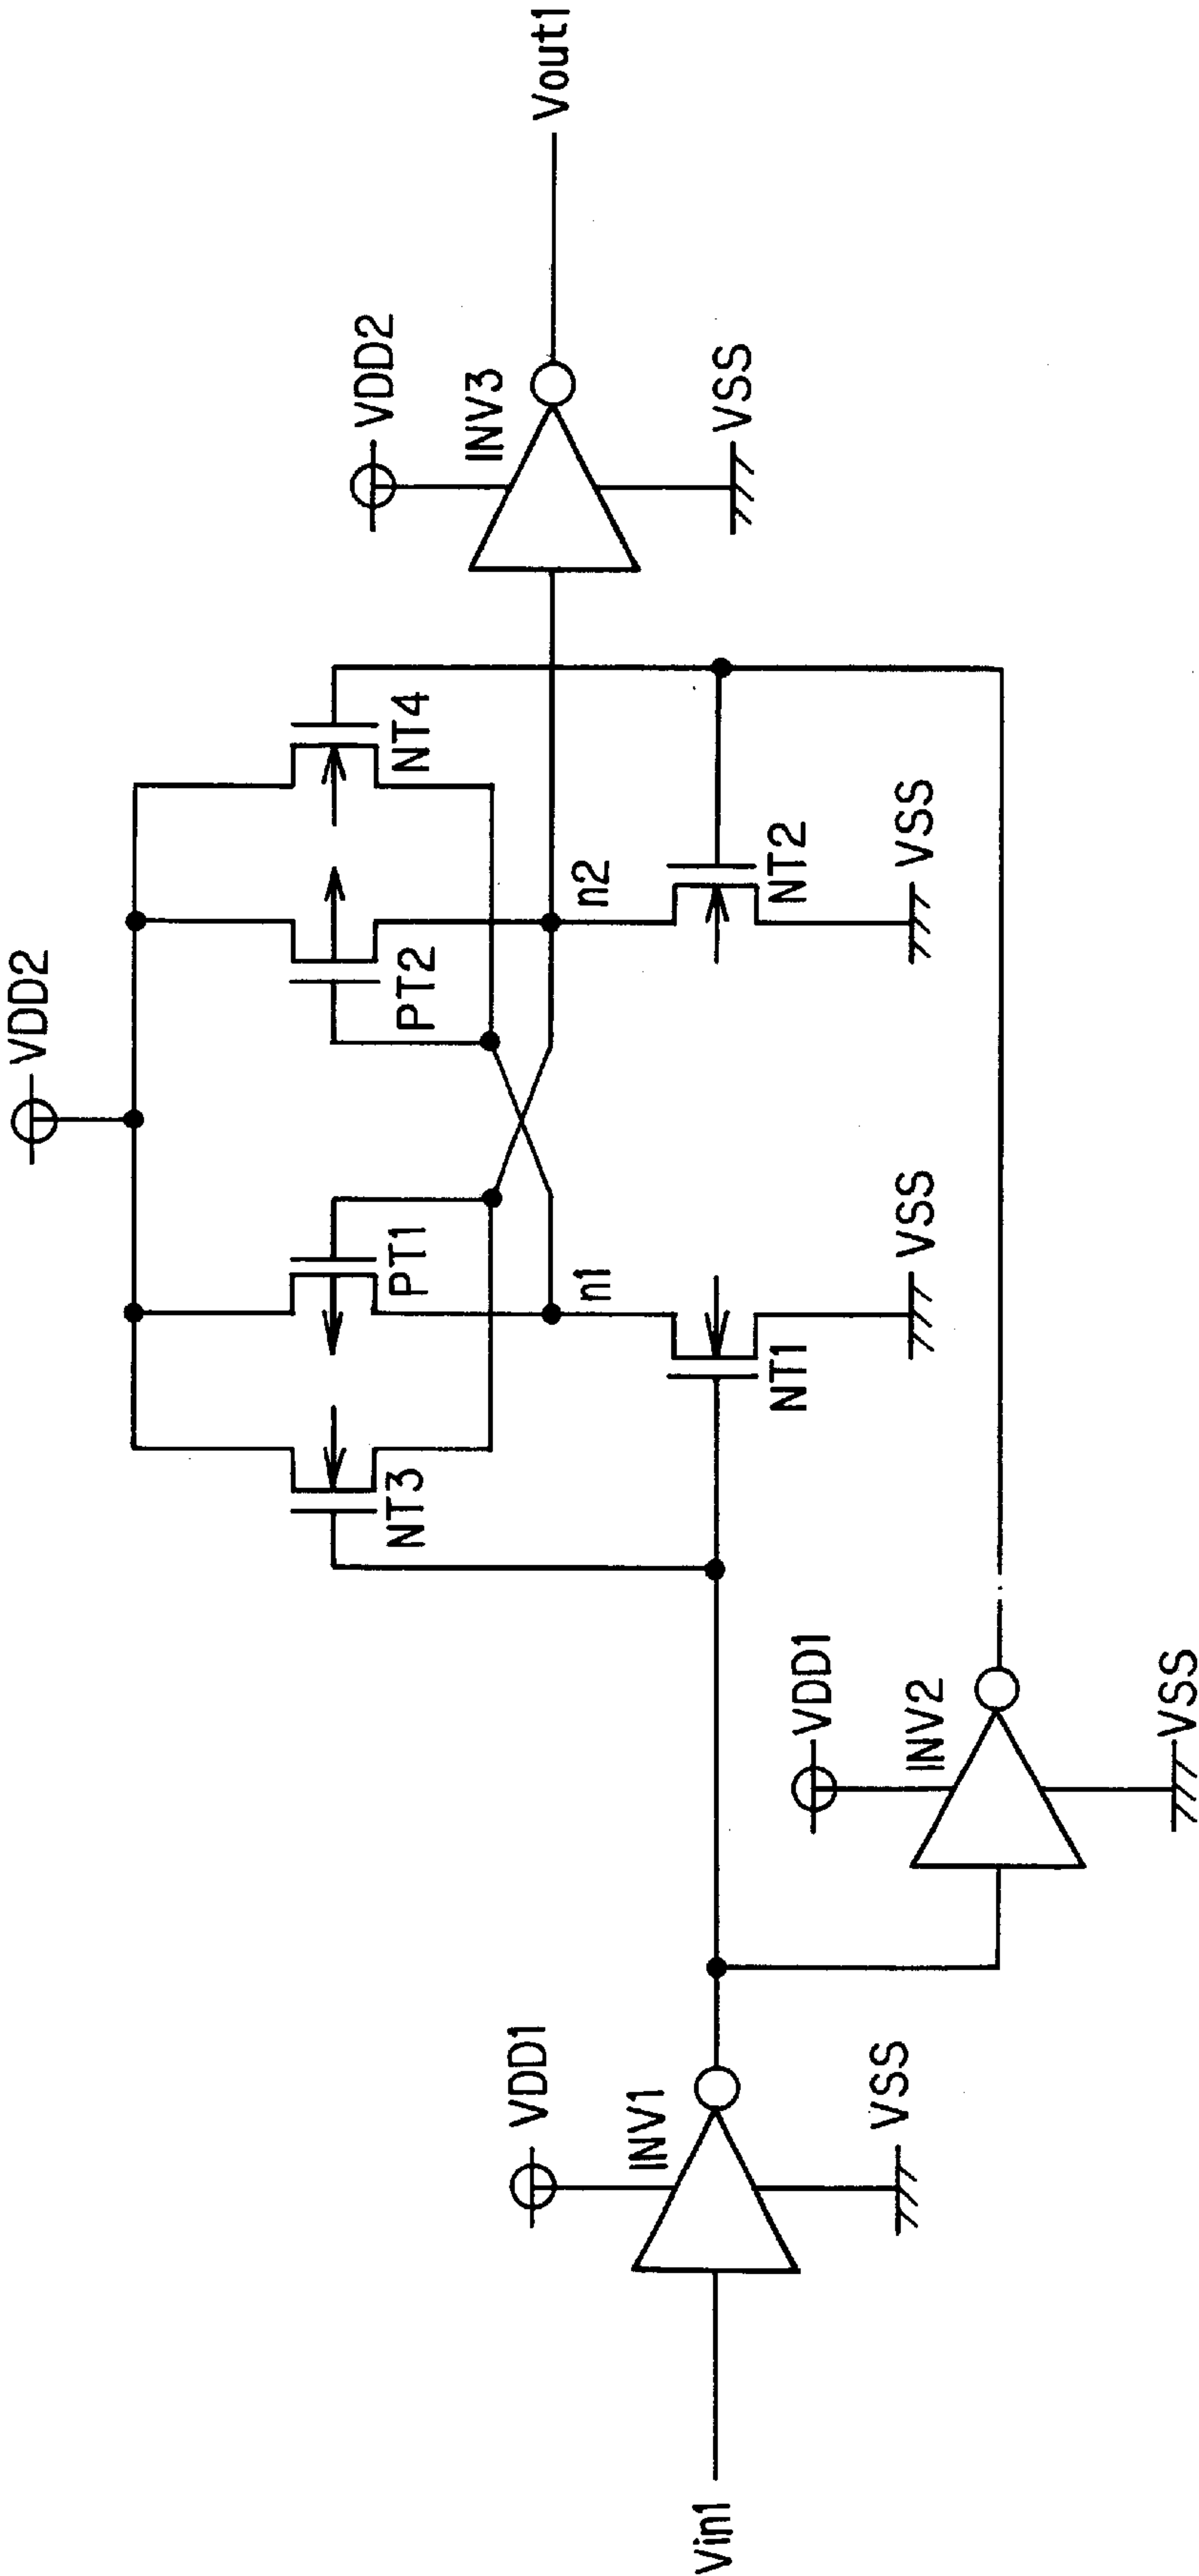 VDD2
NT3
PT1
PT2
NT4
n1
n2
VDD2
INV3
Vout1
VSS
VDD1
INV1
Vin1
VSS
NT1
VSS
NT2
VSS
VDD1
INV2
VSS